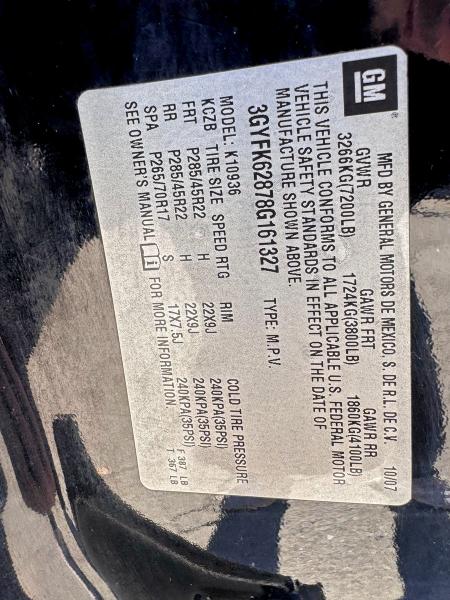 GM
MFD BY GENERAL MOTORS DE MEXICO, S. DE R.L. DE C.V. 10/07
GVWR GAWR FRT GAWR RR
3266KG(7200LB) 1724KG(3800LB) 1860KG(4100LB)
THIS VEHICLE CONFORMS TO ALL APPLICABLE U.S. FEDERAL MOTOR
VEHICLE SAFETY STANDARDS IN EFFECT ON THE DATE OF
MANUFACTURE SHOWN ABOVE.
3GYFK62878G161327 TYPE: M.P.V.
MODEL: K10936
KCZB TIRE SIZE SPEED RTG RIM COLD TIRE PRESSURE
FRT P285/45R22 H 22X9J 240KPA(35PSI)
RR P285/45R22 H 22X9J 240KPA(35PSI)
SPA P265/70R17 S 17X7.5J 240KPA(35PSI)
SEE OWNER'S MANUAL FOR MORE INFORMATION.
F 387 LB
T 367 LB